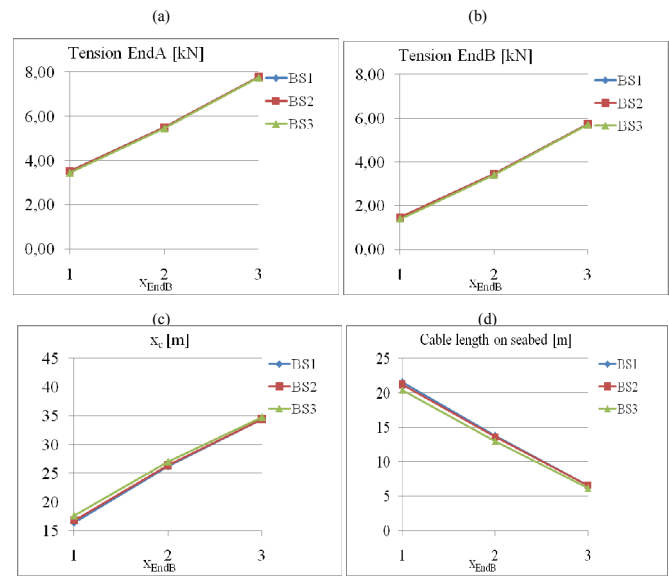 (a)
Tension EndA [kN]
8,00
6,00
4,00
2,00
0,00
1
2
3
xEndB
BS1
BS2
BS3
(b)
Tension EndB [kN]
8,00
6,00
4,00
2,00
0,00
1
2
3
xEndB
BS1
BS2
BS3
(c)
xc [m]
45
40
35
30
25
20
15
1
2
3
xEndB
BS1
BS2
BS3
(d)
Cable length on seabed [m]
25
20
15
10
5
0
1
2
3
xEndB
BS1
BS2
BS3